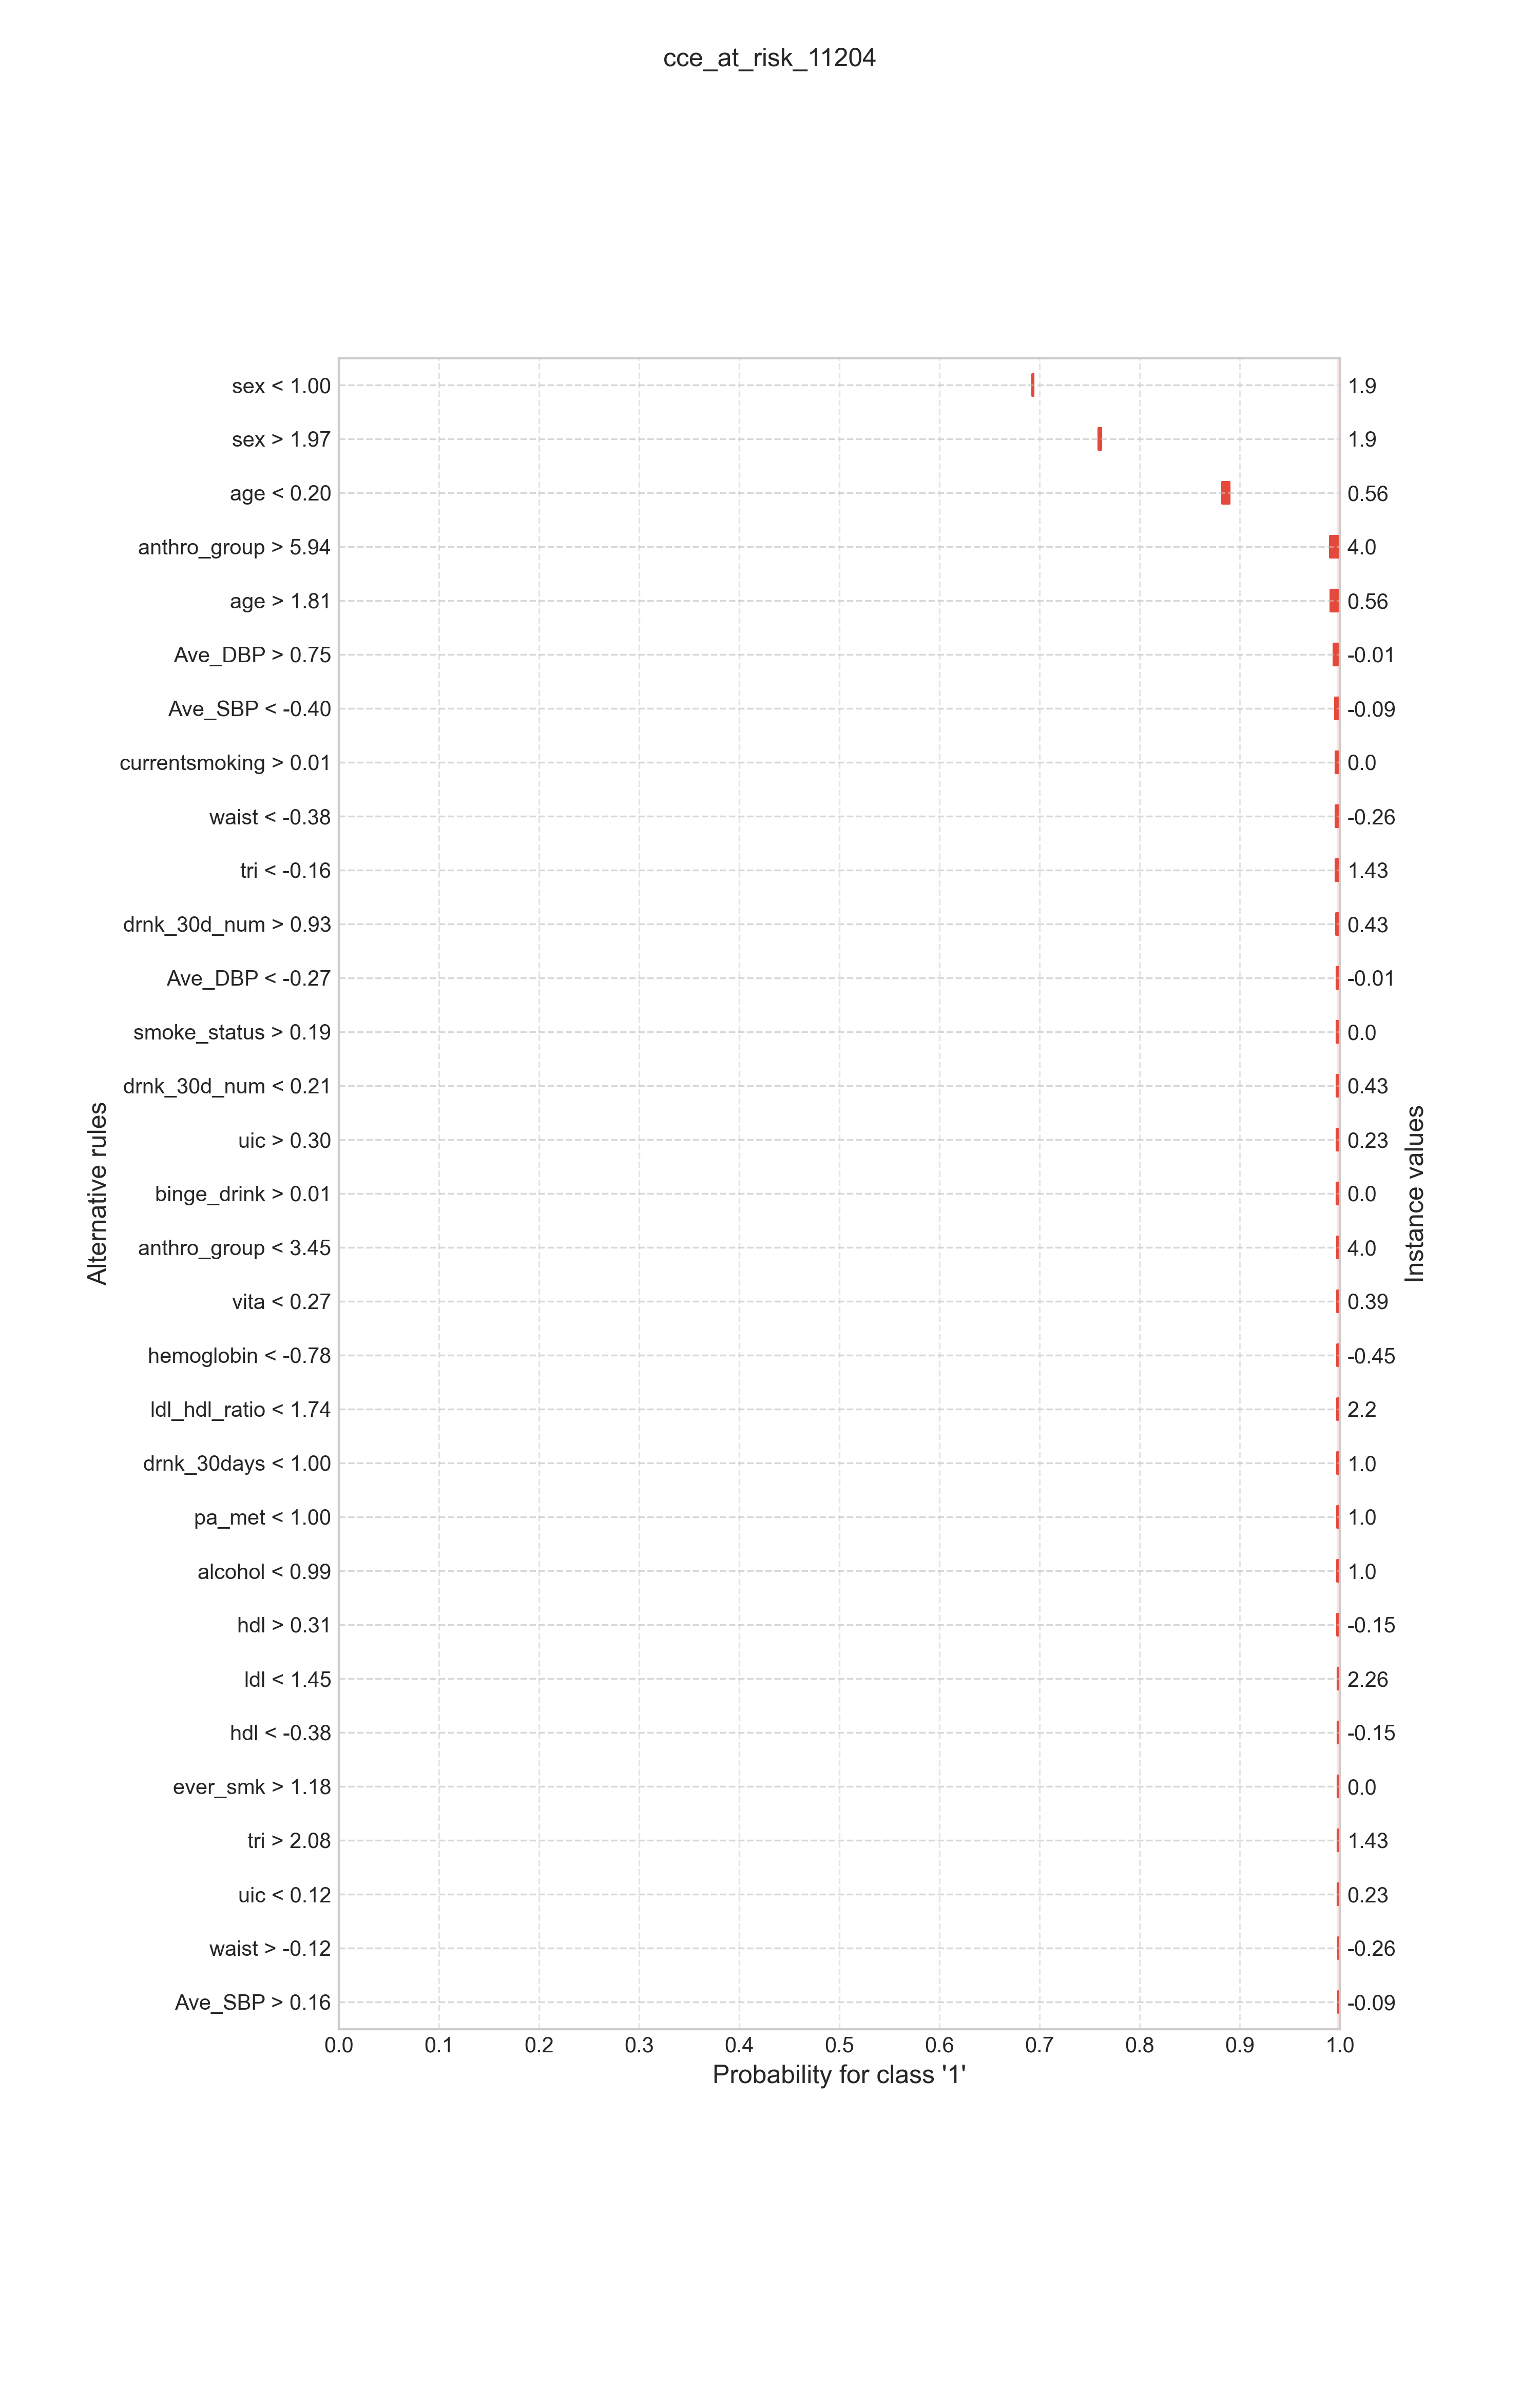 cce_at_risk_11204
sex < 1.00 1.9
sex > 1.97 1.9
age < 0.20 0.56
anthro_group > 5.94 4.0
age > 1.81 0.56
Ave_DBP > 0.75 -0.01
Ave_SBP < -0.40 -0.09
currentsmoking > 0.01 0.0
waist < -0.38 -0.26
tri < -0.16 1.43
drnk_30d_num > 0.93 0.43
Ave_DBP < -0.27 -0.01
smoke_status > 0.19 0.0
drnk_30d_num < 0.21 0.43
uic > 0.30 0.23
binge_drink > 0.01 0.0
anthro_group < 3.45 4.0
vita < 0.27 0.39
hemoglobin < -0.78 -0.45
ldl_hdl_ratio < 1.74 2.2
drnk_30days < 1.00 1.0
pa_met < 1.00 1.0
alcohol < 0.99 1.0
hdl > 0.31 -0.15
ldl < 1.45 2.26
hdl < -0.38 -0.15
ever_smk > 1.18 0.0
tri > 2.08 1.43
uic < 0.12 0.23
waist > -0.12 -0.26
Ave_SBP > 0.16 -0.09
Alternative rules
Instance values
0.0 0.1 0.2 0.3 0.4 0.5 0.6 0.7 0.8 0.9 1.0
Probability for class '1'